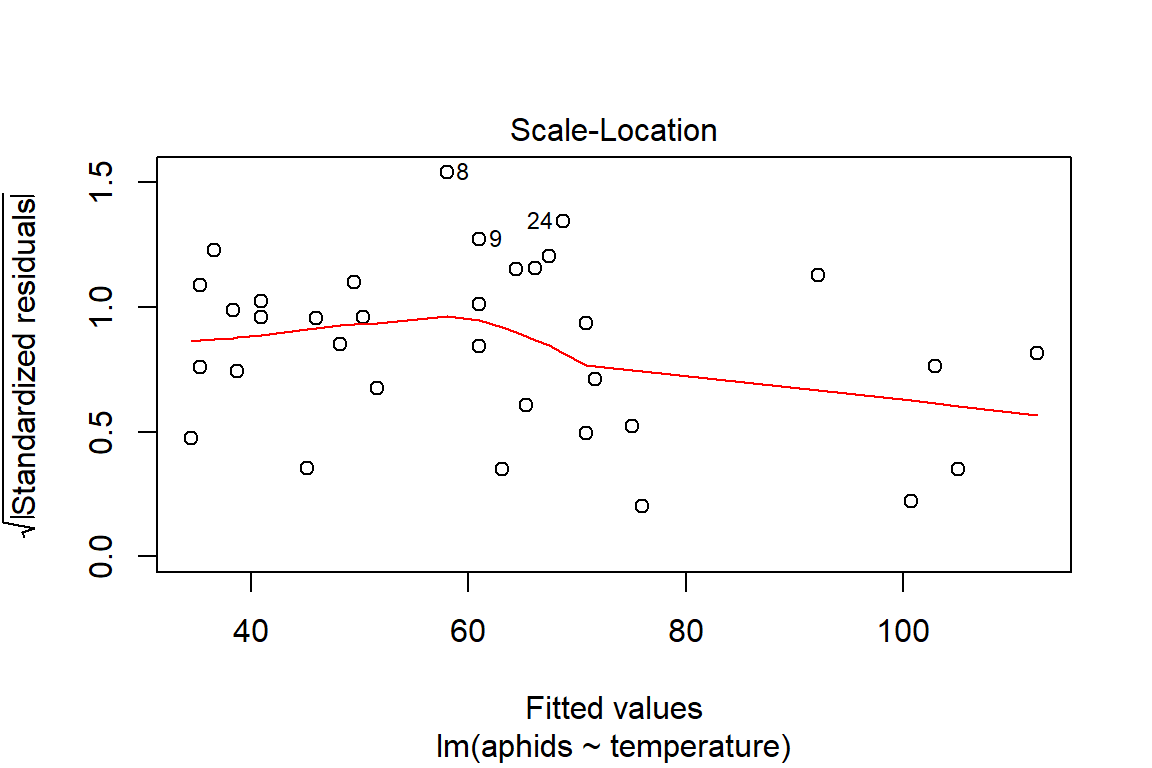 Scale-Location
√|Standardized residuals|
1.5
1.0
0.5
0.0
8
24
9
40 60 80 100
Fitted values
lm(aphids ~ temperature)